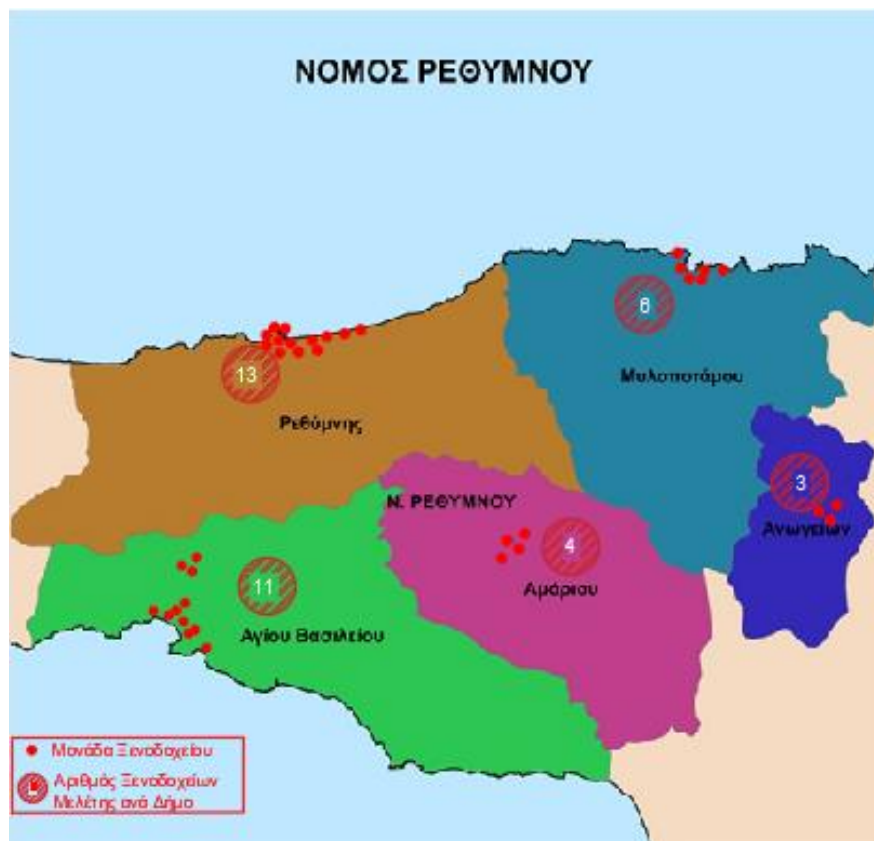 ΝΟΜΟΣ ΡΕΘΥΜΝΟΥ
6
Μυλοποτάμου
13
Ρεθύμνης
3
Ανωγείων
Ν. ΡΕΘΥΜΝΟΥ
4
Αμάριου
11
Αγίου Βασιλείου
Μονάδα Ξενοδοχείου
Αριθμός Ξενοδοχείων
Μελέτης ανά Δήμο